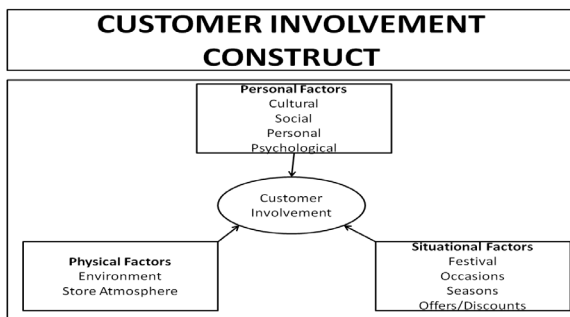 CUSTOMER INVOLVEMENT
CONSTRUCT
Personal Factors
Cultural
Social
Personal
Psychological
Customer
Involvement
Physical Factors
Environment
Store Atmosphere
Situational Factors
Festival
Occasions
Seasons
Offers/Discounts